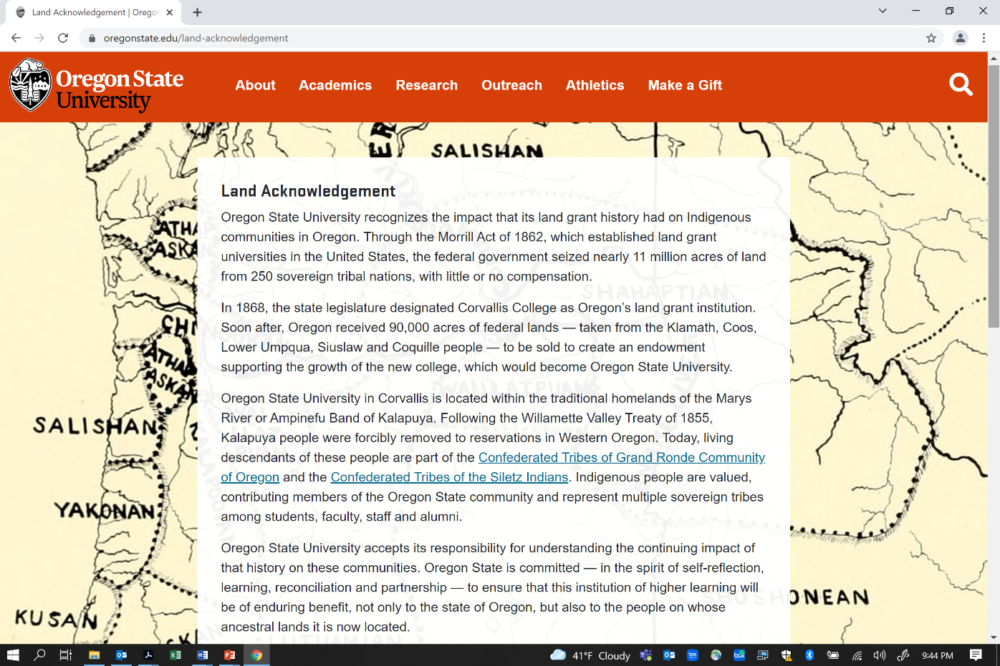 Land Acknowledgement | Orego
oregonstate.edu/land-acknowledgement
Oregon State
University
About Academics Research Outreach Athletics Make a Gift
SALISHAN
Land Acknowledgement
Oregon State University recognizes the impact that its land grant history had on Indigenous
communities in Oregon. Through the Morrill Act of 1862, which established land grant
universities in the United States, the federal government seized nearly 11 million acres of land
from 250 sovereign tribal nations, with little or no compensation.
In 1868, the state legislature designated Corvallis College as Oregon’s land grant institution.
Soon after, Oregon received 90,000 acres of federal lands — taken from the Klamath, Coos,
Lower Umpqua, Siuslaw and Coquille people — to be sold to create an endowment
supporting the growth of the new college, which would become Oregon State University.
Oregon State University in Corvallis is located within the traditional homelands of the Marys
River or Ampinefu Band of Kalapuya. Following the Willamette Valley Treaty of 1855,
Kalapuya people were forcibly removed to reservations in Western Oregon. Today, living
descendants of these people are part of the Confederated Tribes of Grand Ronde Community
of Oregon and the Confederated Tribes of the Siletz Indians. Indigenous people are valued,
contributing members of the Oregon State community and represent multiple sovereign tribes
among students, faculty, staff and alumni.
Oregon State University accepts its responsibility for understanding the continuing impact of
that history on these communities. Oregon State is committed — in the spirit of self-reflection,
learning, reconciliation and partnership — to ensure that this institution of higher learning will
be of enduring benefit, not only to the state of Oregon, but also to the people on whose
ancestral lands it is now located.
ATHA
ASKA
CHI
ATHAP
ASKAN
SALISHAN
YAKONAN
KUSAN
SHAHAPTIAN
WAIILATPUAN
SHOSHONEAN
LUTUAMIAN
41°F Cloudy
9:44 PM